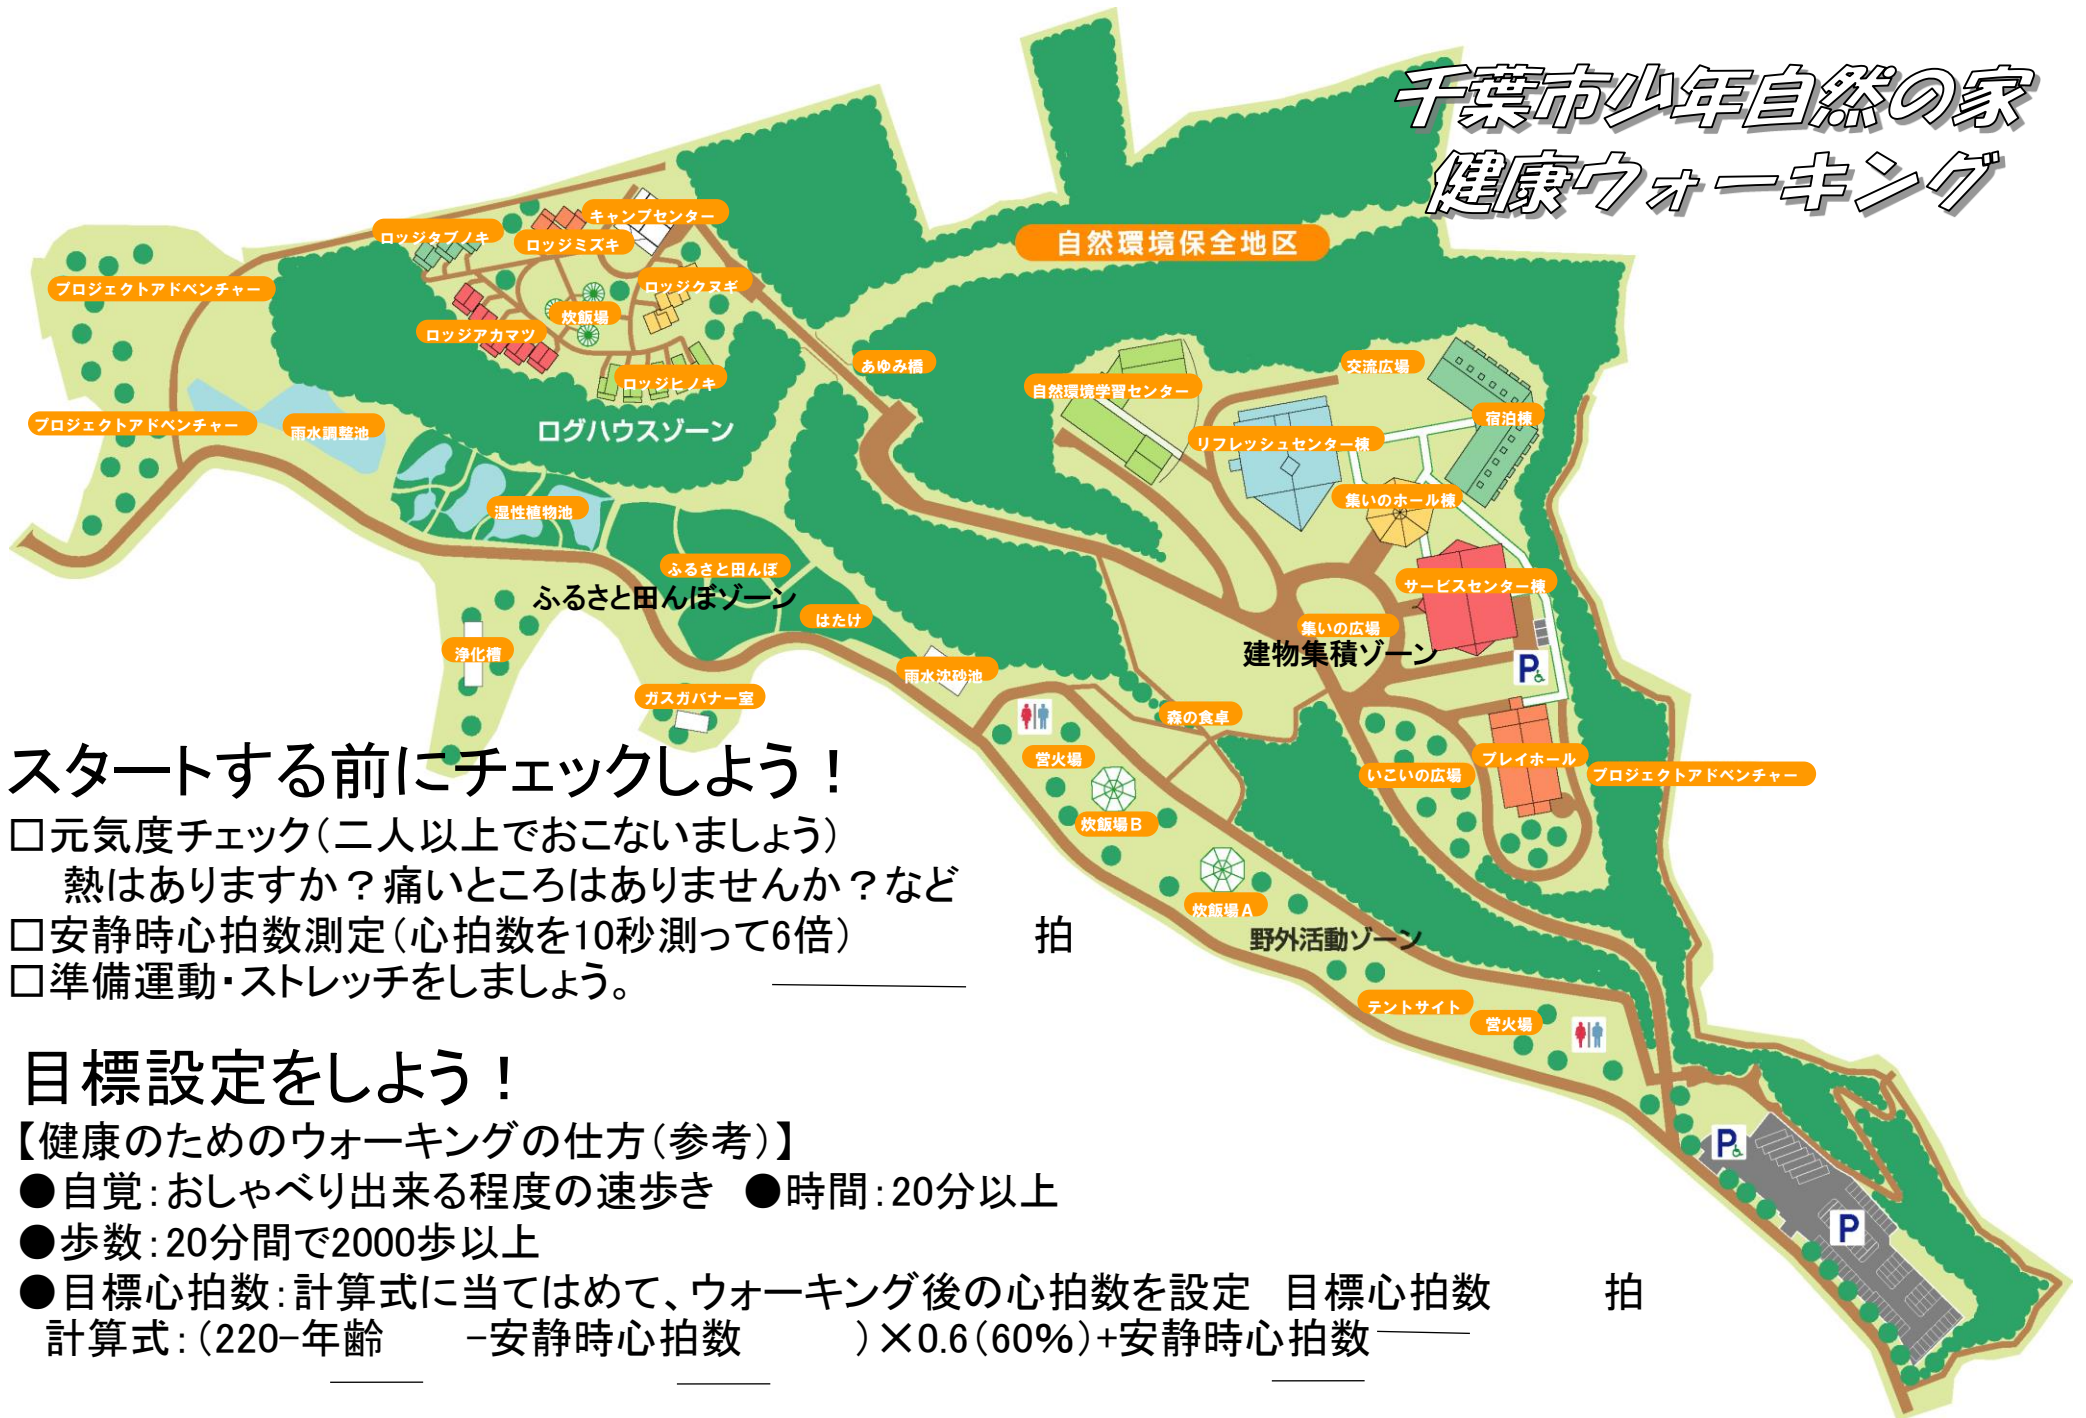 千葉市少年自然の家
健康ウォーキング
自然環境保全地区
キャンプセンター
ロッジタブノキ
ロッジミズキ
プロジェクトアドベンチャー
ロッジクヌギ
炊飯場
ロッジアカマツ
あゆみ橋
交流広場
ロッジヒノキ
自然環境学習センター
プロジェクトアドベンチャー
雨水調整池
ログハウスゾーン
宿泊棟
リフレッシュセンター棟
集いのホール棟
湿性植物池
ふるさと田んぼ
ふるさと田んぼゾーン
サービスセンター棟
はたけ
集いの広場
建物集積ゾーン
浄化槽
雨水沈砂池
P
ガスガバナー室
森の食卓
営火場
プレイホール
いこいの広場
プロジェクトアドベンチャー
炊飯場B
炊飯場A
野外活動ゾーン
テントサイト
営火場
P
P
スタートする前にチェックしよう！
□元気度チェック(二人以上でおこないましょう)
熱はありますか？痛いところはありませんか？など
□安静時心拍数測定(心拍数を10秒測って6倍) 拍
□準備運動・ストレッチをしましょう。
目標設定をしよう！
【健康のためのウォーキングの仕方(参考)】
●自覚:おしゃべり出来る程度の速歩き ●時間:20分以上
●歩数:20分間で2000歩以上
●目標心拍数:計算式に当てはめて、ウォーキング後の心拍数を設定 目標心拍数 拍
計算式:(220-年齢 -安静時心拍数 )×0.6(60%)+安静時心拍数